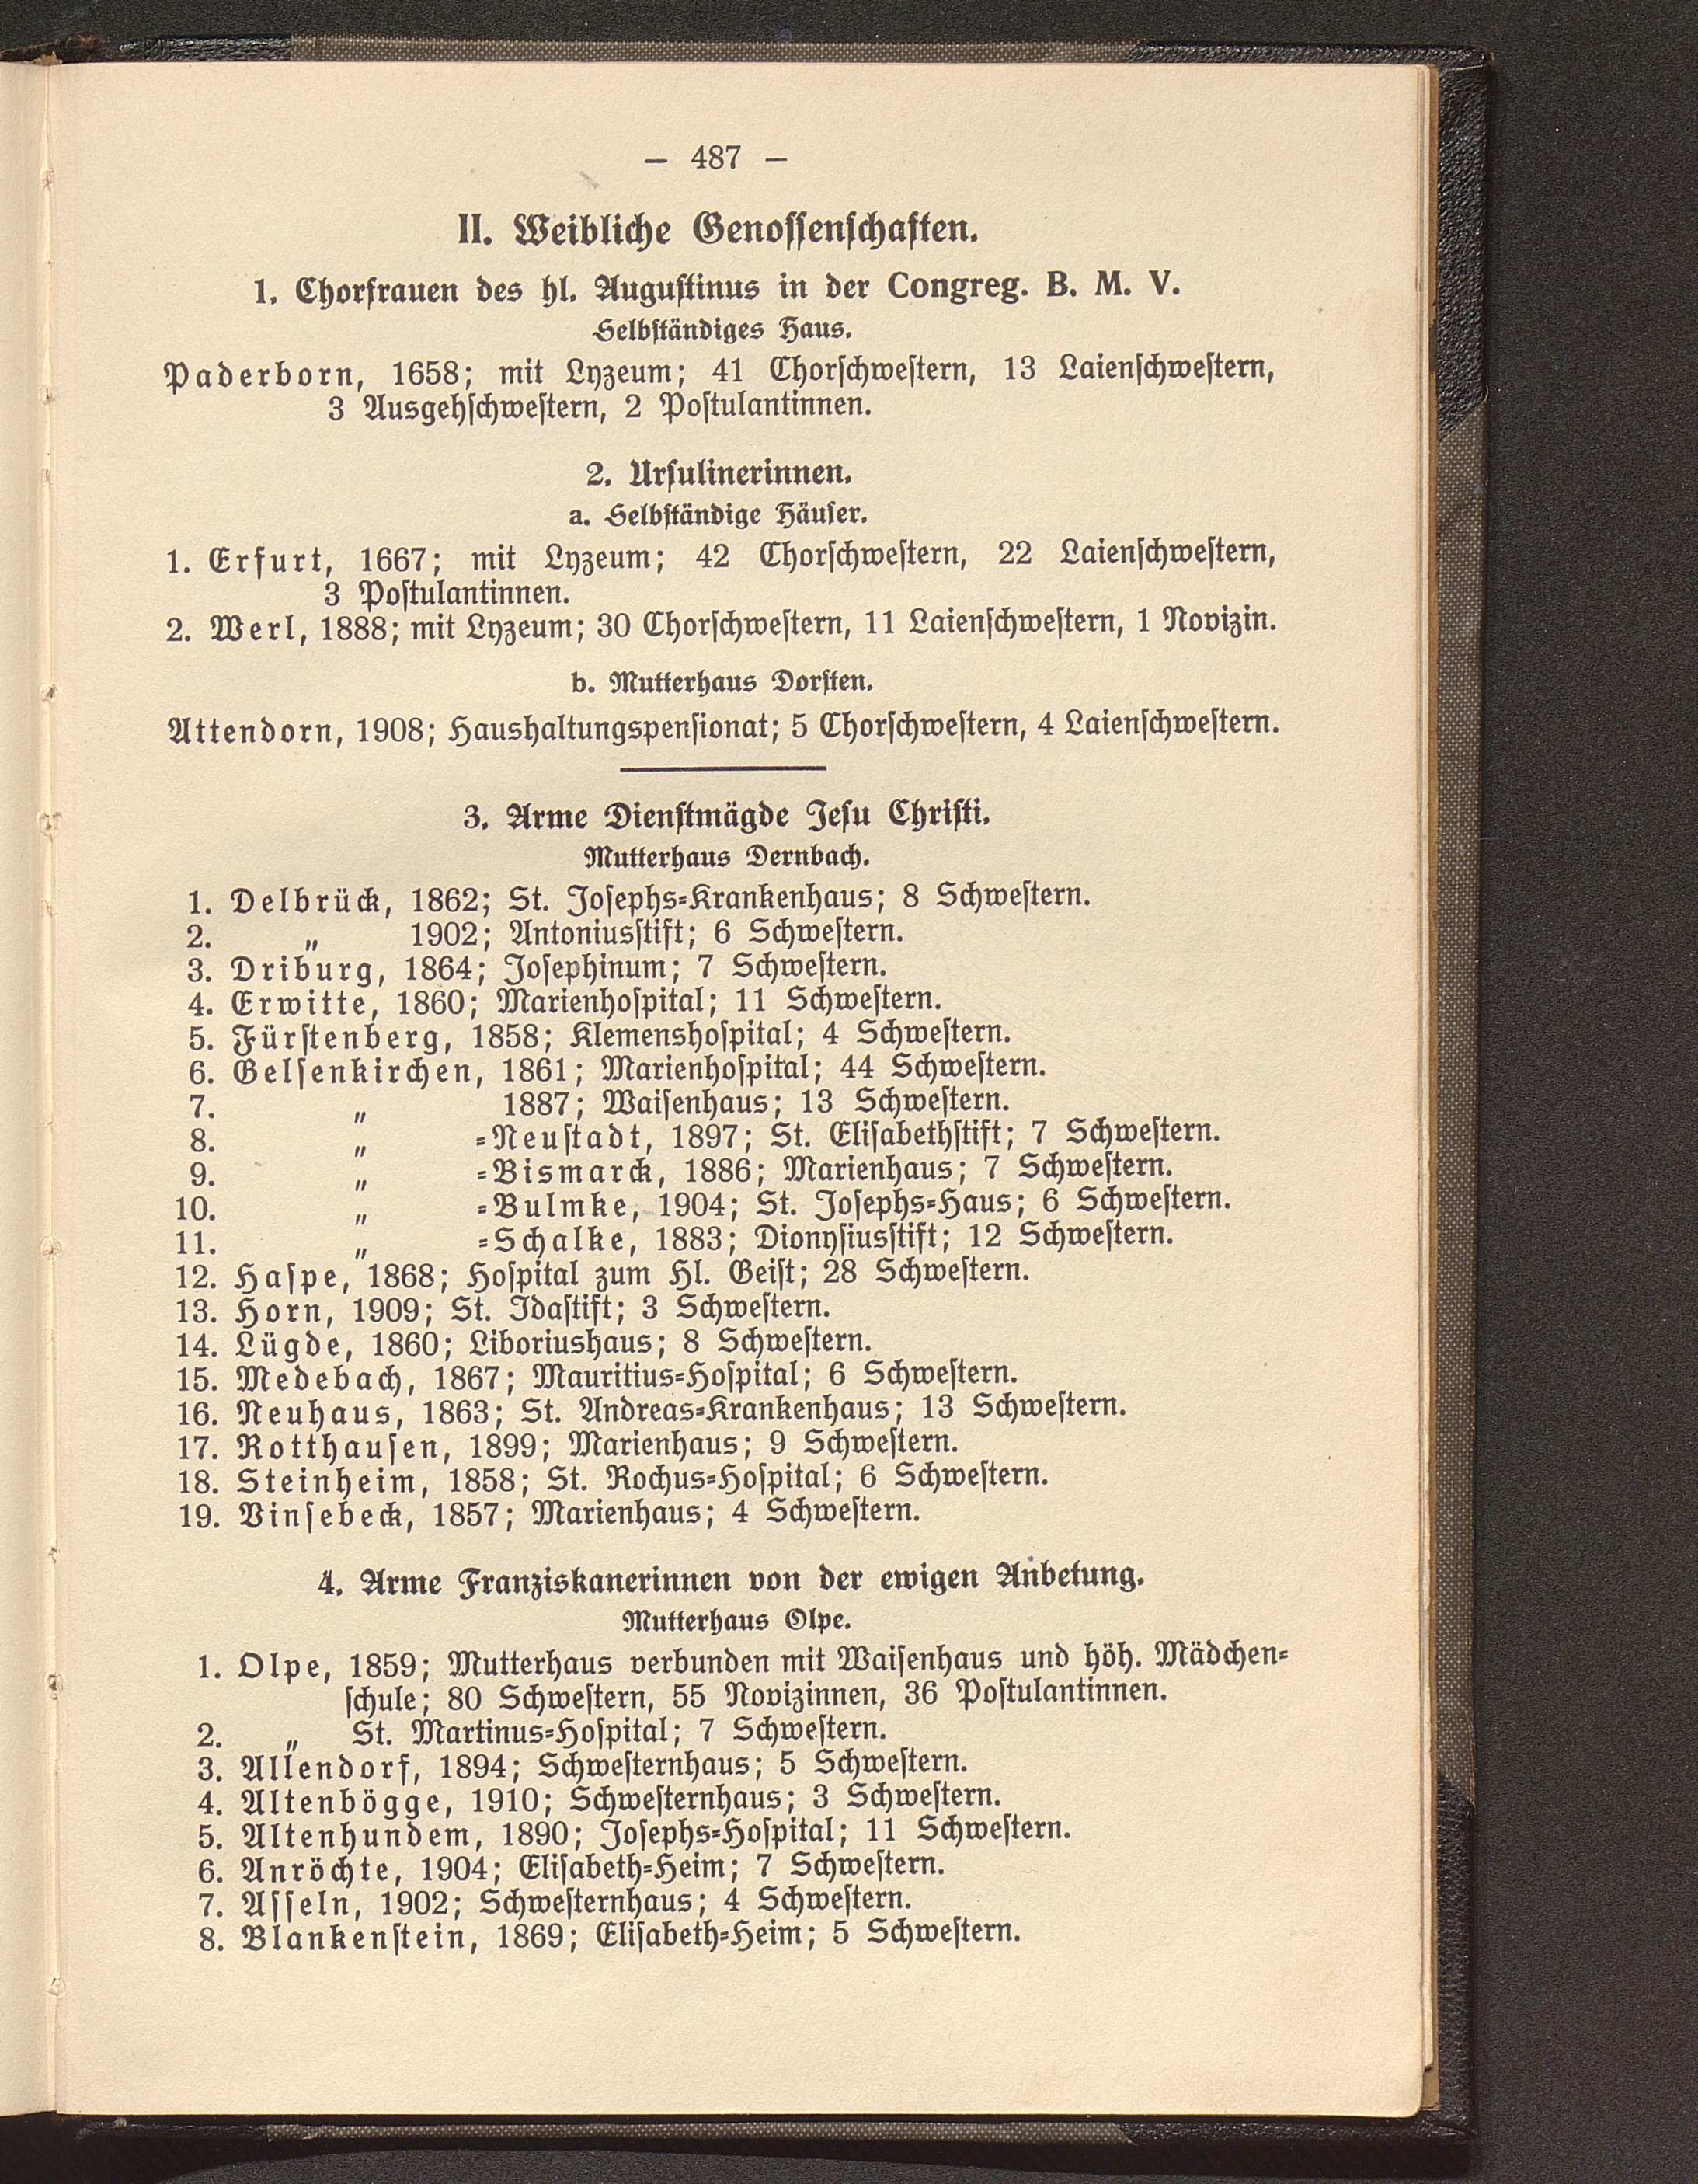 — 487 —
II. Weibliche Genossenschaften.
1. Chorfrauen des hl. Augustinus in der Congreg. B. M. V.
Selbständiges Haus.
Paderborn, 1658; mit Lyzeum; 41 Chorschwestern, 13 Laienschwestern,
3 Ausgehschwestern, 2 Postulantinnen.
2. Ursulinerinnen.
a. Selbständige Häuser.
1. Erfurt, 1667; mit Lyzeum; 42 Chorschwestern, 22 Laienschwestern,
3 Postulantinnen.
2. Werl, 1888; mit Lyzeum; 30 Chorschwestern, 11 Laienschwestern, 1 Novizin.
b. Mutterhaus Dorsten.
Attendorn, 1908; Haushaltungspensionat; 5 Chorschwestern, 4 Laienschwestern.
3. Arme Dienstmägde Jesu Christi.
Mutterhaus Dernbach.
1. Delbrück, 1862; St. Josephs-Krankenhaus; 8 Schwestern.
2. „ 1902; Antoniusstift; 6 Schwestern.
3. Driburg, 1864; Josephinum; 7 Schwestern.
4. Erwitte, 1860; Marienhospital; 11 Schwestern.
5. Fürstenberg, 1858; Klemenshospital; 4 Schwestern.
6. Gelsenkirchen, 1861; Marienhospital; 44 Schwestern.
7. „ 1887; Waisenhaus; 13 Schwestern.
8. „ -Neustadt, 1897; St. Elisabethstift; 7 Schwestern.
9. „ -Bismarck, 1886; Marienhaus; 7 Schwestern.
10. „ -Bulmke, 1904; St. Josephs-Haus; 6 Schwestern.
11. „ -Schalke, 1883; Dionysiusstift; 12 Schwestern.
12. Haspe, 1868; Hospital zum Hl. Geist; 28 Schwestern.
13. Horn, 1909; St. Idastift; 3 Schwestern.
14. Lügde, 1860; Liboriushaus; 8 Schwestern.
15. Medebach, 1867; Mauritius-Hospital; 6 Schwestern.
16. Neuhaus, 1863; St. Andreas-Krankenhaus; 13 Schwestern.
17. Rotthausen, 1899; Marienhaus; 9 Schwestern.
18. Steinheim, 1858; St. Rochus-Hospital; 6 Schwestern.
19. Vinsebeck, 1857; Marienhaus; 4 Schwestern.
4. Arme Franziskanerinnen von der ewigen Anbetung.
Mutterhaus Olpe.
1. Olpe, 1859; Mutterhaus verbunden mit Waisenhaus und höh. Mädchen-
schule; 80 Schwestern, 55 Novizinnen, 36 Postulantinnen.
2. „ St. Martinus-Hospital; 7 Schwestern.
3. Allendorf, 1894; Schwesternhaus; 5 Schwestern.
4. Altenbögge, 1910; Schwesternhaus; 3 Schwestern.
5. Altenhundem, 1890; Josephs-Hospital; 11 Schwestern.
6. Anröchte, 1904; Elisabeth-Heim; 7 Schwestern.
7. Asseln, 1902; Schwesternhaus; 4 Schwestern.
8. Blankenstein, 1869; Elisabeth-Heim; 5 Schwestern.